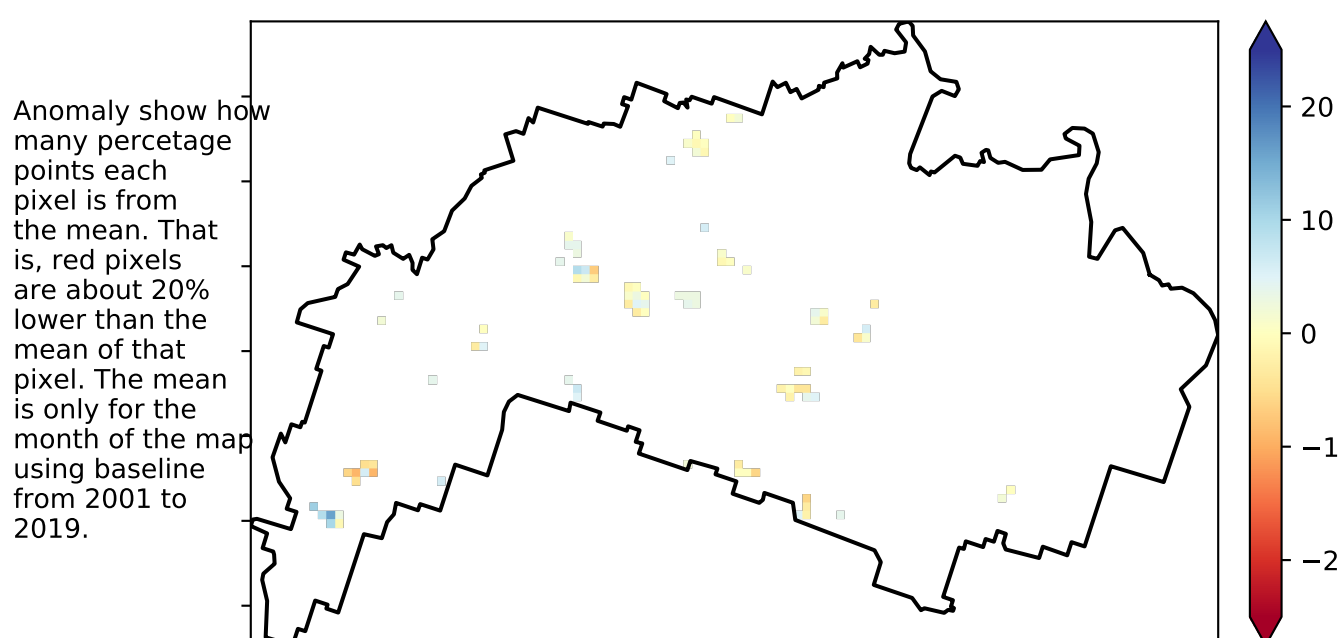 Anomaly show how
many percetage
points each
pixel is from
the mean. That
is, red pixels
are about 20%
lower than the
mean of that
pixel. The mean
is only for the
month of the map
using baseline
from 2001 to
2019.
20
10
0
−1
−2